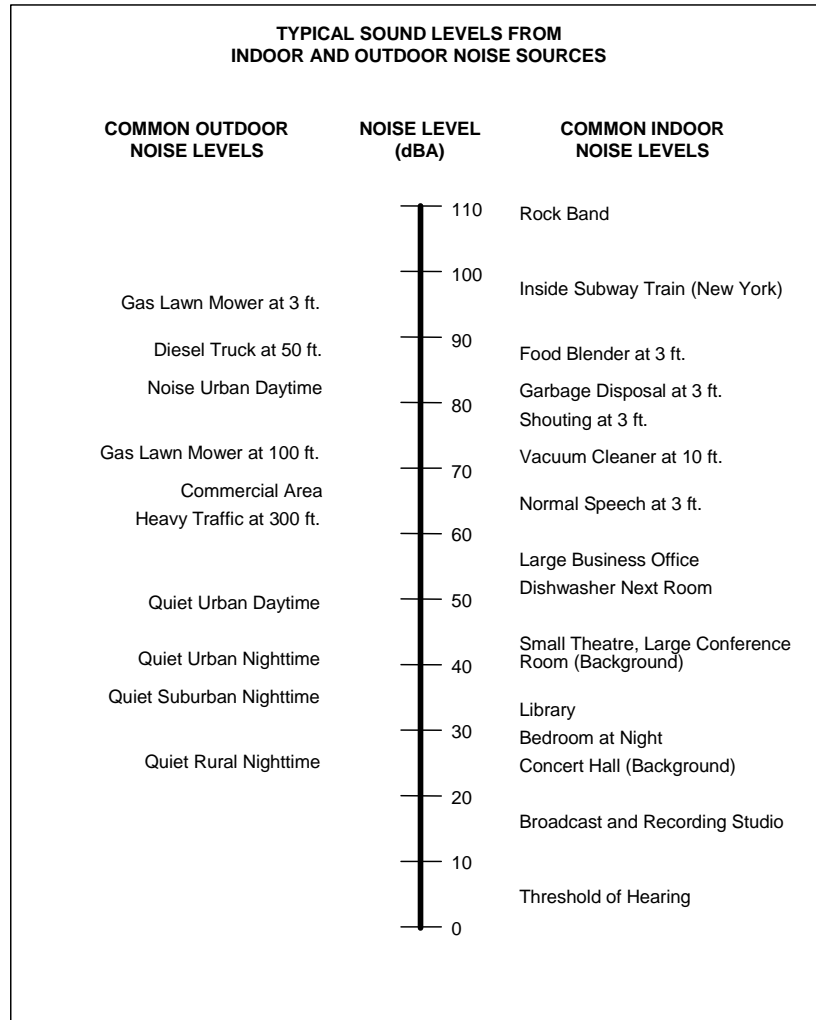 TYPICAL SOUND LEVELS FROM
INDOOR AND OUTDOOR NOISE SOURCES
COMMON OUTDOOR
NOISE LEVELS
NOISE LEVEL
(dBA)
COMMON INDOOR
NOISE LEVELS
110
Rock Band
100
Inside Subway Train (New York)
Gas Lawn Mower at 3 ft.
90
Diesel Truck at 50 ft.
Food Blender at 3 ft.
Noise Urban Daytime
Garbage Disposal at 3 ft.
80
Shouting at 3 ft.
Gas Lawn Mower at 100 ft.
Vacuum Cleaner at 10 ft.
70
Commercial Area
Normal Speech at 3 ft.
Heavy Traffic at 300 ft.
60
Large Business Office
Dishwasher Next Room
50
Quiet Urban Daytime
Small Theatre, Large Conference
Room (Background)
Quiet Urban Nighttime
40
Quiet Suburban Nighttime
Library
30
Bedroom at Night
Quiet Rural Nighttime
Concert Hall (Background)
20
Broadcast and Recording Studio
10
Threshold of Hearing
0